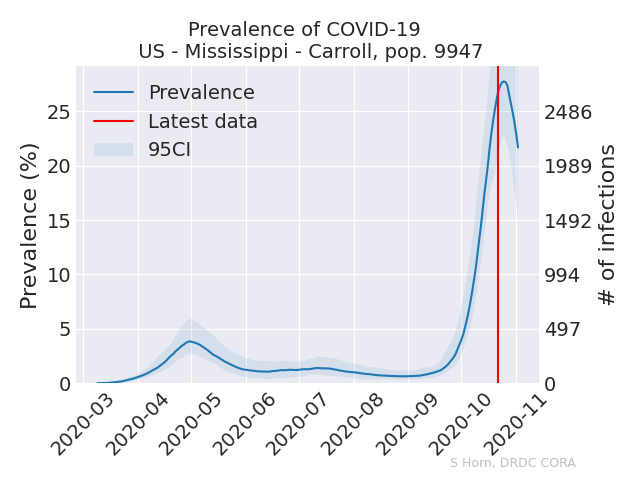 Prevalence of COVID-19
US - Mississippi - Carroll, pop. 9947
Prevalence
Latest data
95CI
Prevalence (%)
25
20
15
10
5
0
2486
1989
1492
994
497
0
# of infections
2020-03
2020-04
2020-05
2020-06
2020-07
2020-08
2020-09
2020-10
2020-11
S Horn, DRDC CORA